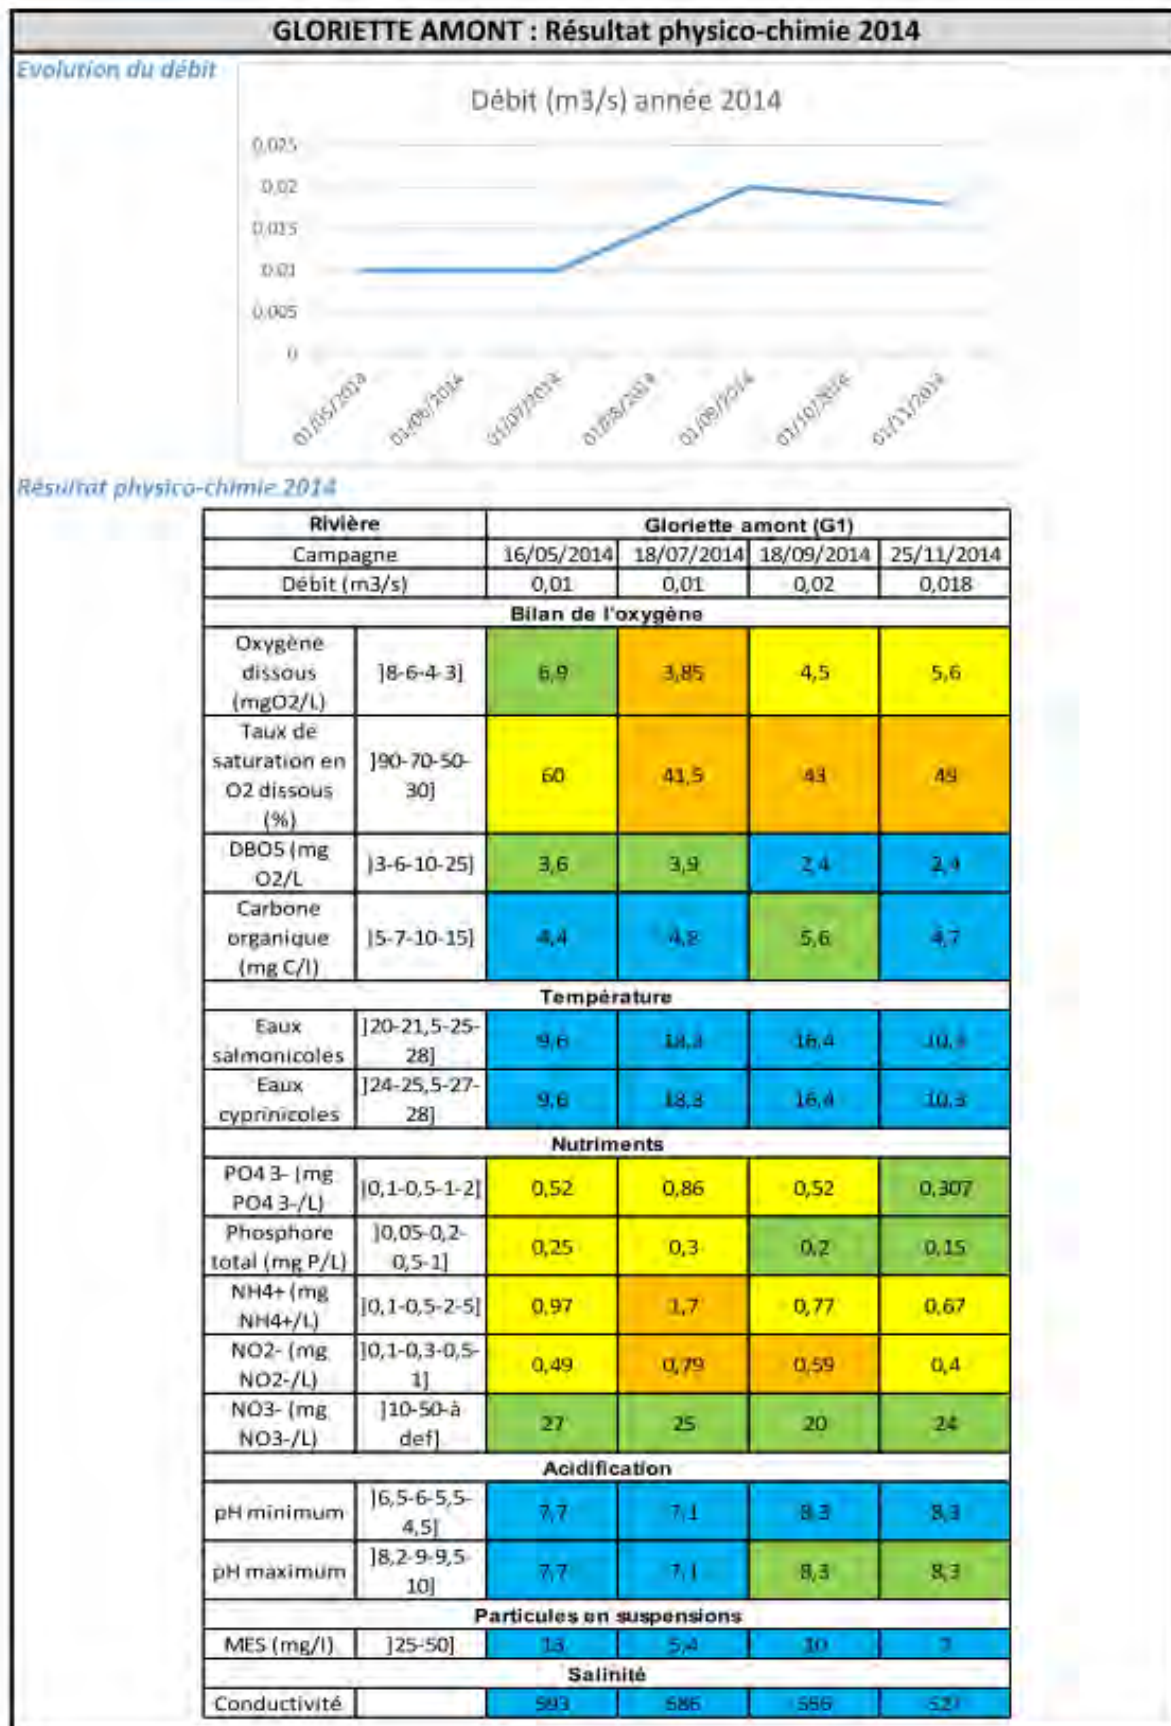 GLORIETTE AMONT : Résultat physico-chimie 2014
Evolution du débit
Débit (m3/s) année 2014
0,025
0,02
0,015
0,01
0,005
0
01/05/2014 01/06/2014 01/07/2014 01/08/2014 01/09/2014 01/10/2014 01/11/2014
Résultat physico-chimie 2014
Rivière Gloriette amont (G1)
Campagne 16/05/2014 18/07/2014 18/09/2014 25/11/2014
Débit (m3/s) 0,01 0,01 0,02 0,018
Bilan de l'oxygène
Oxygène
dissous
(mgO2/L) ]8-6-4-3] 6,9 3,85 4,5 5,6
Taux de
saturation en
O2 dissous
(%) ]90-70-50-
30] 60 41,5 43 49
DBO5 (mg
O2/L ]3-6-10-25] 3,6 3,9 2,4 2,4
Carbone
organique
(mg C/l) ]5-7-10-15] 4,4 4,8 5,6 4,7
Température
Eaux
salmonicoles ]20-21,5-25-
28] 9,6 18,3 16,4 10,3
Eaux
cyprinicoles ]24-25,5-27-
28] 9,6 18,3 16,4 10,3
Nutriments
PO4 3- (mg
PO4 3-/L) ]0,1-0,5-1-2] 0,52 0,86 0,52 0,307
Phosphore
total (mg P/L) ]0,05-0,2-
0,5-1] 0,25 0,3 0,2 0,15
NH4+ (mg
NH4+/L) ]0,1-0,5-2-5] 0,97 1,7 0,77 0,67
NO2- (mg
NO2-/L) ]0,1-0,3-0,5-
1] 0,49 0,79 0,59 0,4
NO3- (mg
NO3-/L) ]10-50-à
def] 27 25 20 24
Acidification
pH minimum ]6,5-6-5,5-
4,5] 7,7 7,1 8,3 8,3
pH maximum ]8,2-9-9,5-
10] 7,7 7,1 8,3 8,3
Particules en suspensions
MES (mg/l) ]25-50] 13 5,4 10
Salinité
Conductivité 593 586 556 527